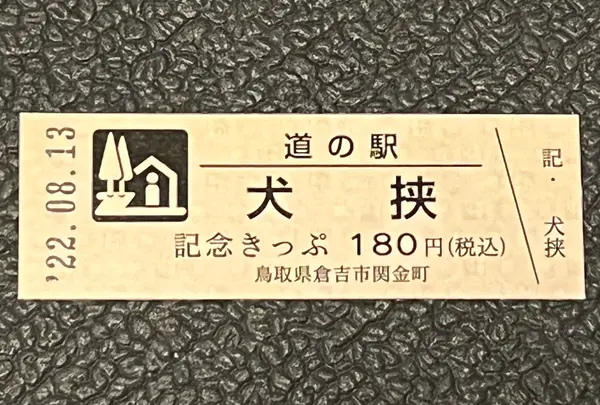 '22.08.13
道の駅
犬挟
記念きっぷ 180円(税込)
鳥取県倉吉市関金町
記・犬挟